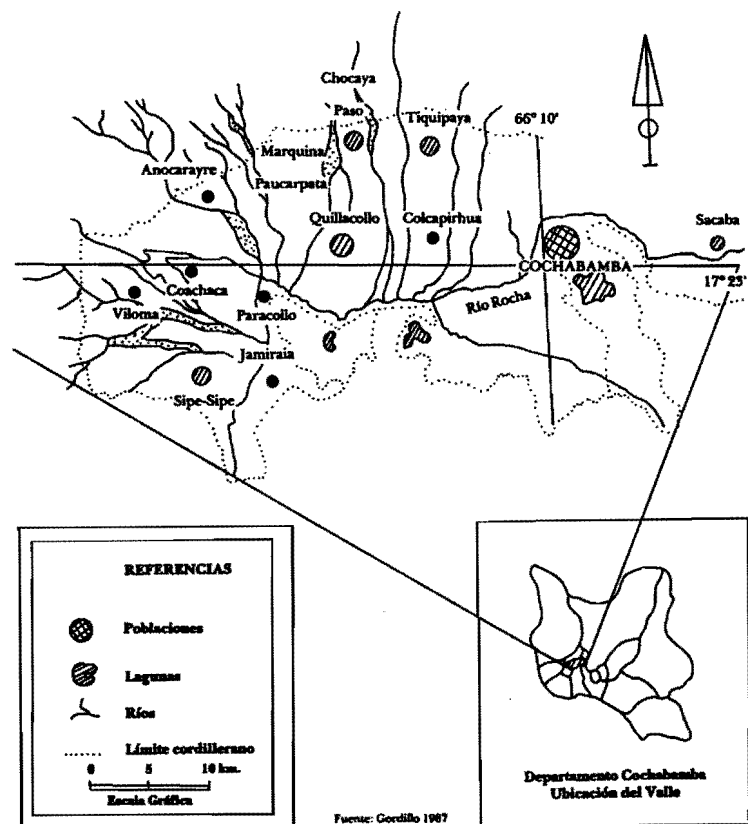 Chocaya
Paso
Tiquipaya
66° 10'
Marquina
Anocarayre
Paucarpata
Quillacollo
Colcapirhua
Sacaba
COCHABAMBA
17° 23'
Coachaca
Viloma
Paracollo
Río Rocha
Jamiraia
Sipe-Sipe
REFERENCIAS
Poblaciones
Lagunas
Ríos
Límite cordillerano
0 5 10 km.
Escala Gráfica
Fuente: Gordillo 1987
Departamento Cochabamba
Ubicación del Valle